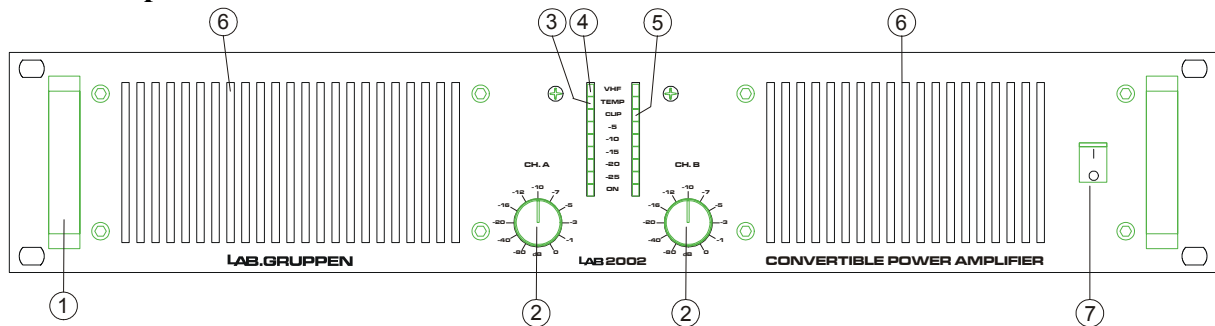 6 3 4 5 6
VHF
TEMP
CLIP
-5
-10
-15
-20
-25
ON
CH. A
-10
-12 -7
-16 -5
-20 -3
-40 -1
-80 0
dB
CH. B
-10
-12 -7
-16 -5
-20 -3
-40 -1
-80 0
dB
I
O
LAB.GRUPPEN
LAB 2002
CONVERTIBLE POWER AMPLIFIER
1 2 2 7